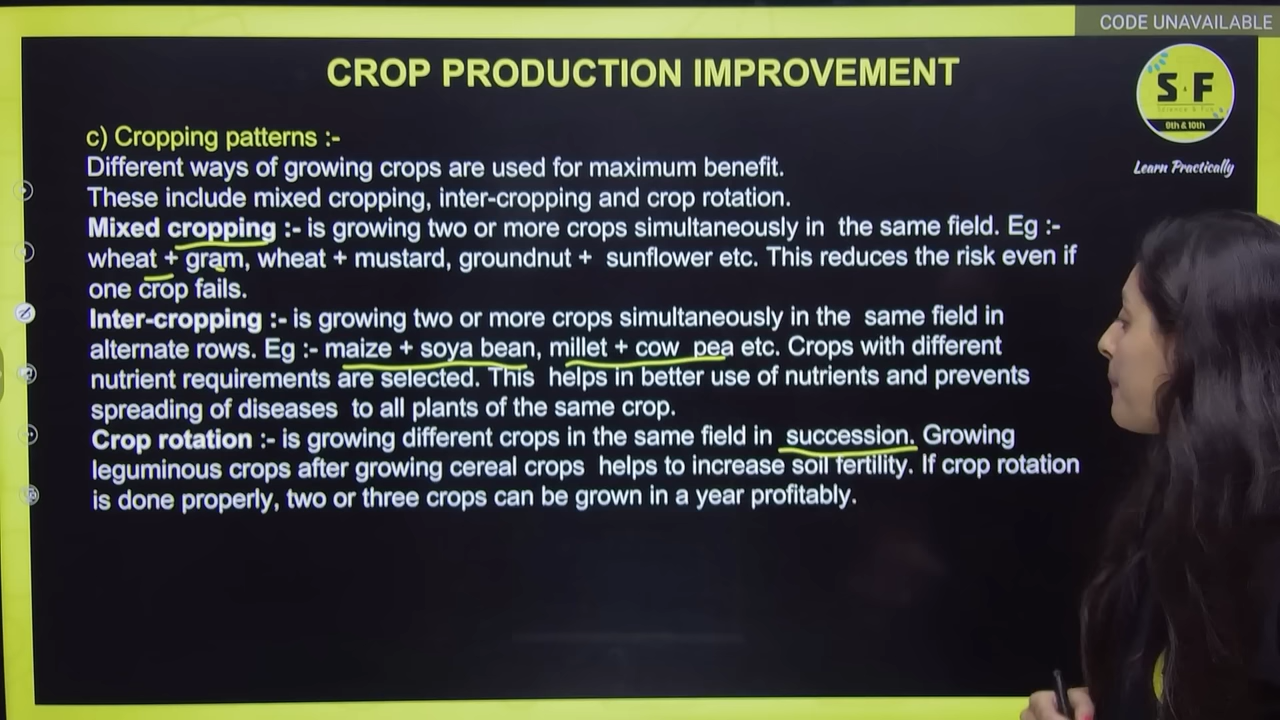 CODE UNAVAILABLE
CROP PRODUCTION IMPROVEMENT
S & F
Science & Fun
9th & 10th
Learn Practically
c) Cropping patterns :-
Different ways of growing crops are used for maximum benefit.
These include mixed cropping, inter-cropping and crop rotation.
Mixed cropping :- is growing two or more crops simultaneously in the same field. Eg :-
wheat + gram, wheat + mustard, groundnut + sunflower etc. This reduces the risk even if
one crop fails.
Inter-cropping :- is growing two or more crops simultaneously in the same field in
alternate rows. Eg :- maize + soya bean, millet + cow pea etc. Crops with different
nutrient requirements are selected. This helps in better use of nutrients and prevents
spreading of diseases to all plants of the same crop.
Crop rotation :- is growing different crops in the same field in succession. Growing
leguminous crops after growing cereal crops helps to increase soil fertility. If crop rotation
is done properly, two or three crops can be grown in a year profitably.